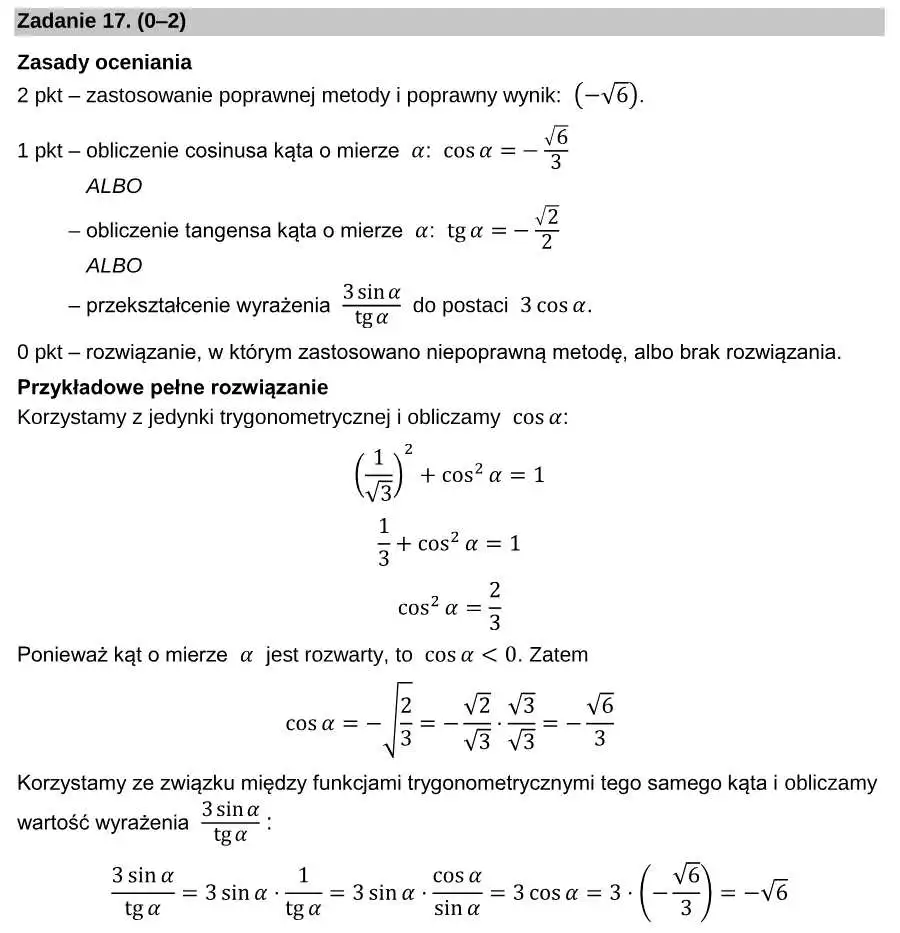 Zadanie 17. (0–2)
Zasady oceniania
2 pkt – zastosowanie poprawnej metody i poprawny wynik: (−√6).
1 pkt – obliczenie cosinusa kąta o mierze α: cos α = − √6/3
ALBO
– obliczenie tangensa kąta o mierze α: tg α = − √2/2
ALBO
– przekształcenie wyrażenia 3 sin α/tg α do postaci 3 cos α.
0 pkt – rozwiązanie, w którym zastosowano niepoprawną metodę, albo brak rozwiązania.
Przykładowe pełne rozwiązanie
Korzystamy z jedynki trygonometrycznej i obliczamy cos α:
(1/√3)² + cos² α = 1
1/3 + cos² α = 1
cos² α = 2/3
Ponieważ kąt o mierze α jest rozwarty, to cos α < 0. Zatem
cos α = −√(2/3) = − √2/√3 · √3/√3 = − √6/3
Korzystamy ze związku między funkcjami trygonometrycznymi tego samego kąta i obliczamy
wartość wyrażenia 3 sin α/tg α :
3 sin α/tg α = 3 sin α · 1/tg α = 3 sin α · cos α/sin α = 3 cos α = 3 · (− √6/3) = −√6